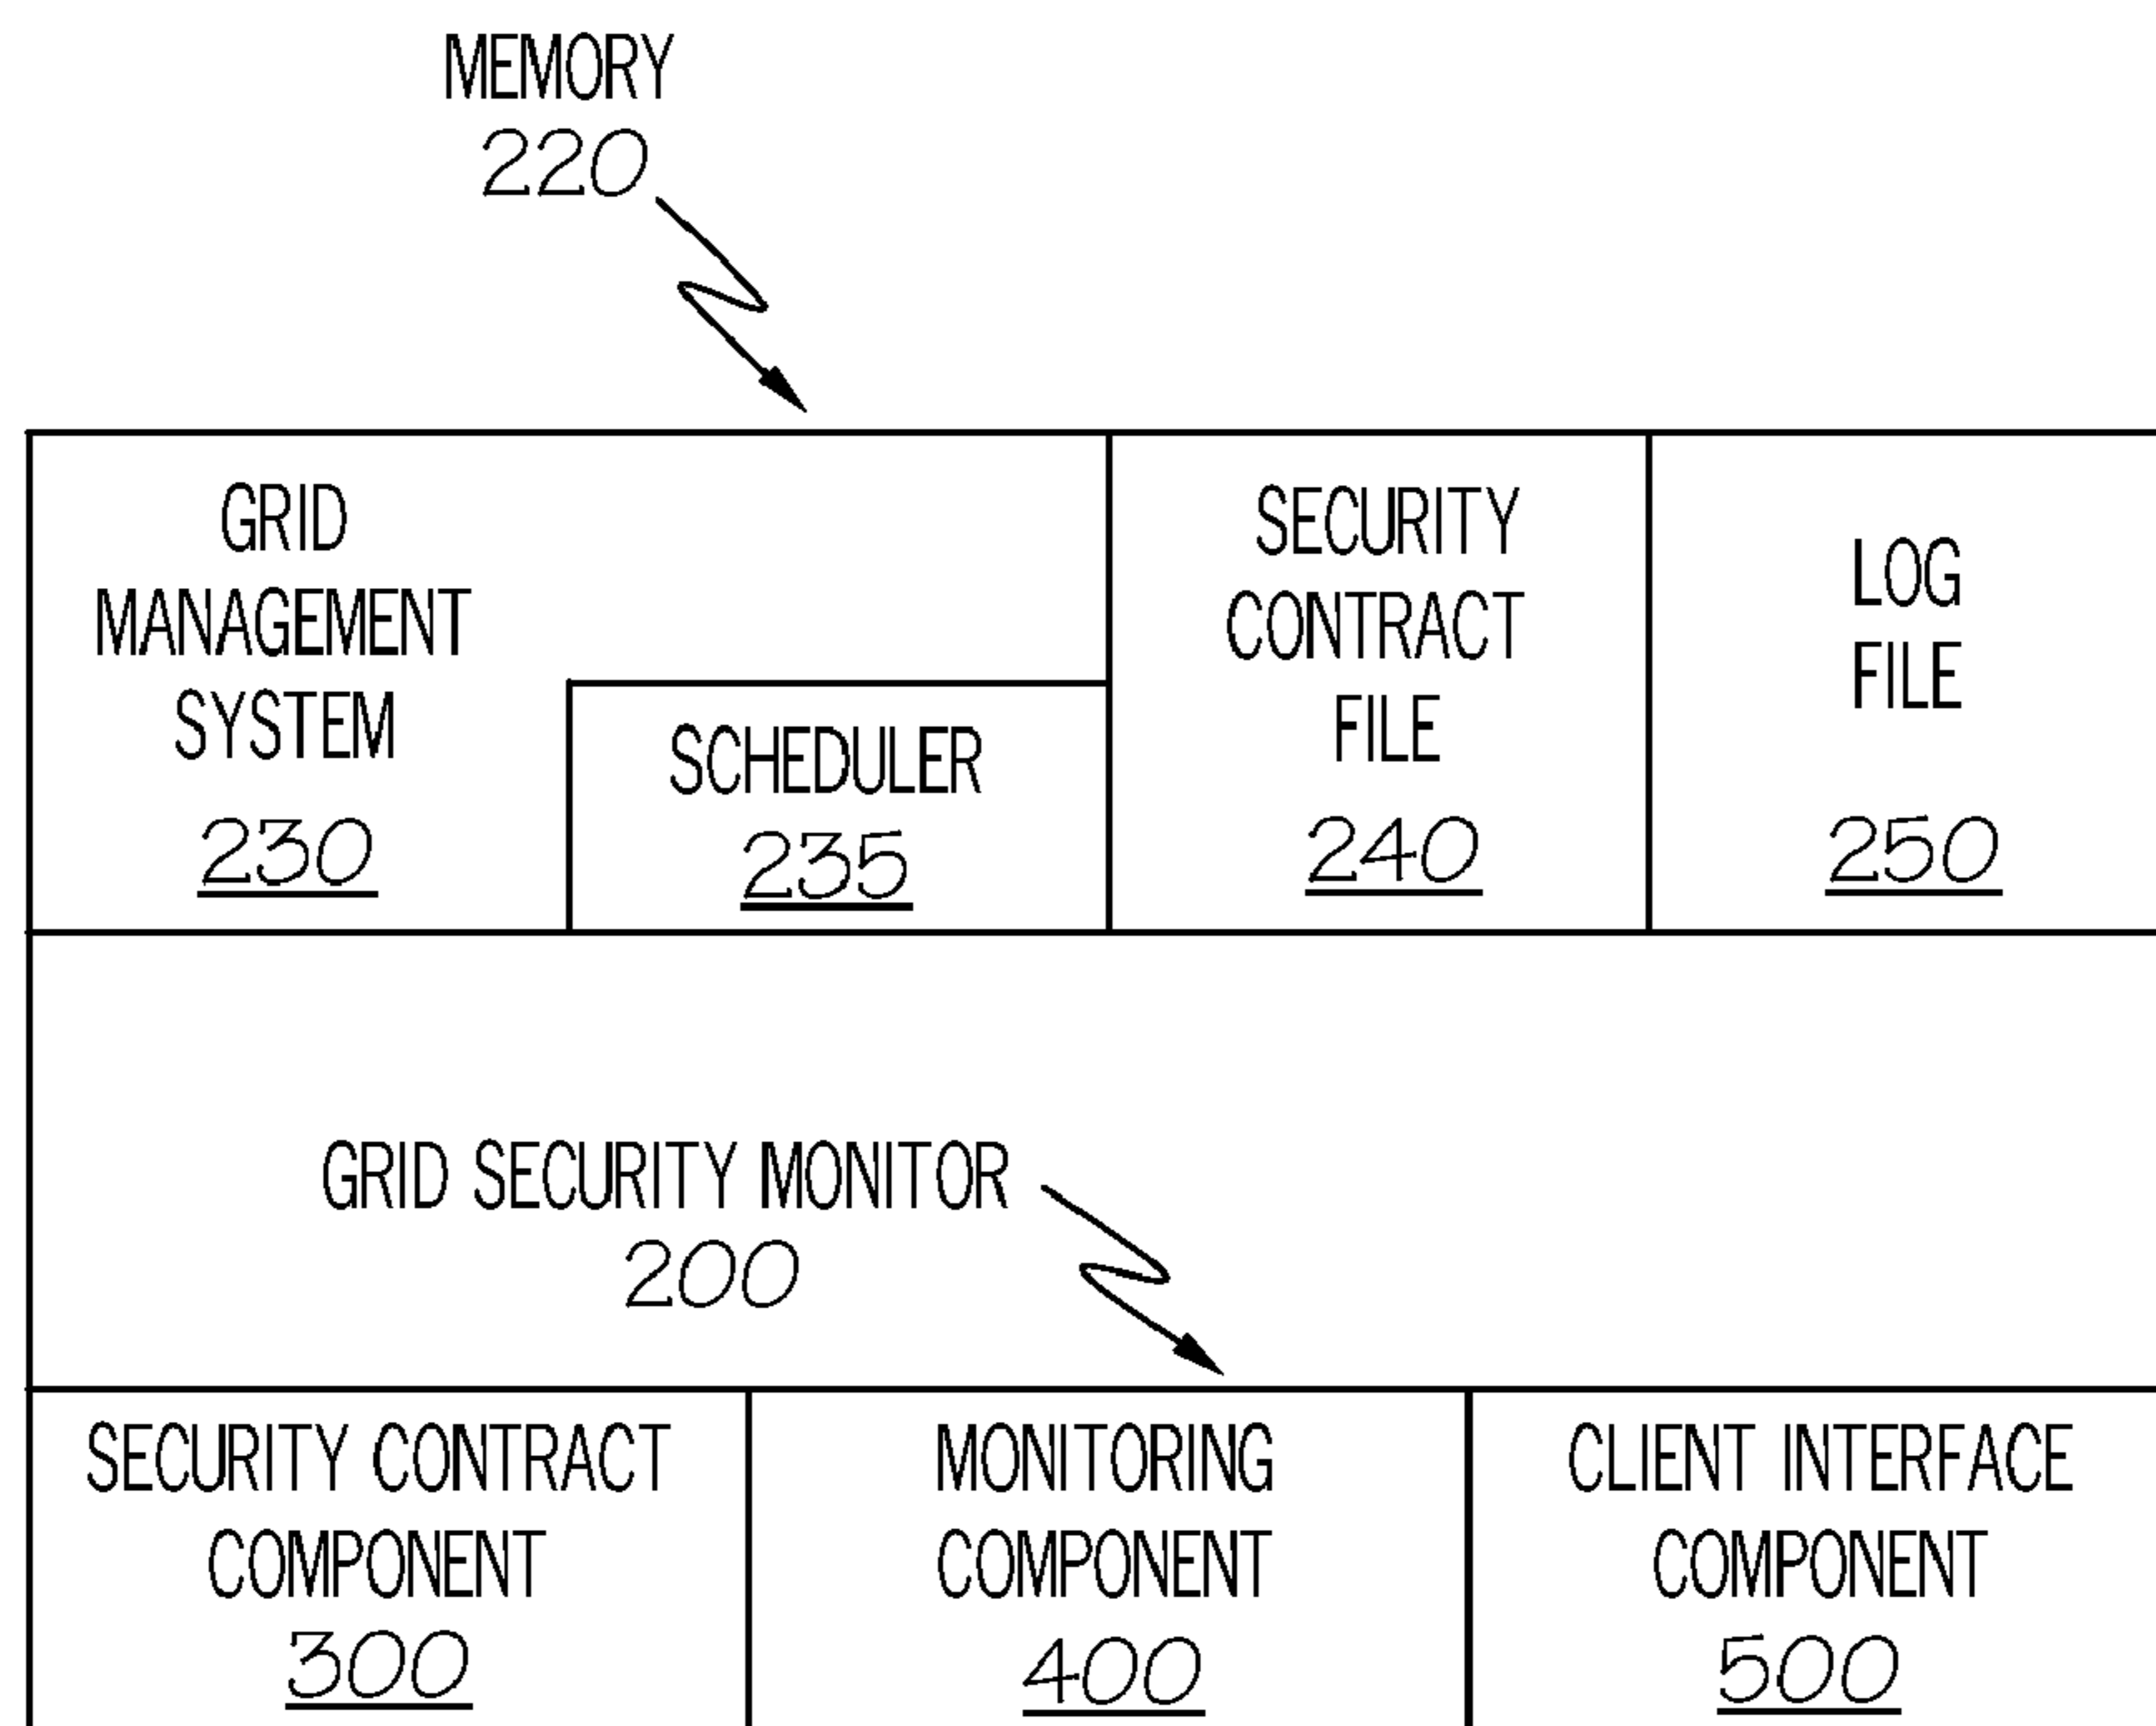 MEMORY
220
GRID
MANAGEMENT
SYSTEM
230
SCHEDULER
235
SECURITY
CONTRACT
FILE
240
LOG
FILE
250
GRID SECURITY MONITOR
200
SECURITY CONTRACT
COMPONENT
300
MONITORING
COMPONENT
400
CLIENT INTERFACE
COMPONENT
500